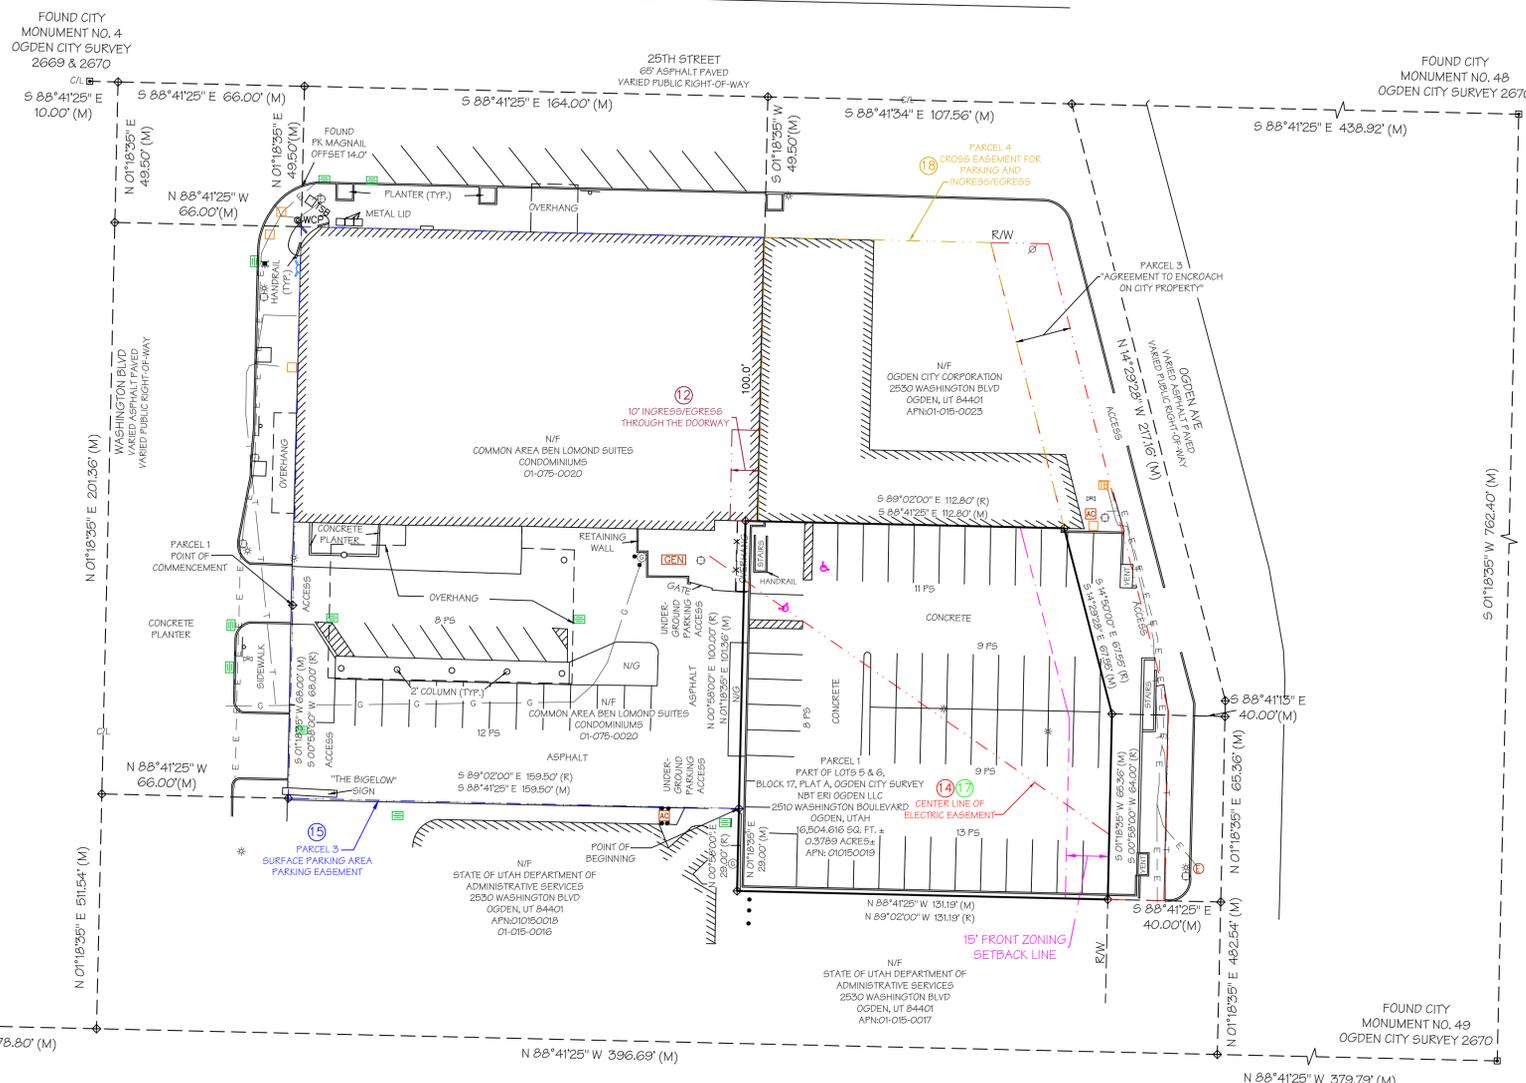 FOUND CITY
MONUMENT NO. 4
OGDEN CITY SURVEY
2669 & 2670
C/L
S 88°41'25" E
10.00' (M)
S 88°41'25" E 66.00' (M)
25TH STREET
65' ASPHALT PAVED
VARIED PUBLIC RIGHT-OF-WAY
S 88°41'25" E 164.00' (M)
C/L
S 88°41'34" E 107.56' (M)
FOUND CITY
MONUMENT NO. 48
OGDEN CITY SURVEY 2670
S 88°41'25" E 438.92' (M)
N 01°18'35" E
49.50' (M)
N 01°18'35" E
49.50'(M)
S 01°18'35" W
49.50'(M)
FOUND
PK MAGNAIL
OFFSET 14.0'
N 88°41'25" W
66.00'(M)
PLANTER (TYP.)
METAL LID
WCP
TSB
OVERHANG
HANDRAIL
(TYP.)
18
PARCEL 4
CROSS EASEMENT FOR
PARKING AND
INGRESS/EGRESS
R/W
PARCEL 3
"AGREEMENT TO ENCROACH
ON CITY PROPERTY"
WASHINGTON BLVD
VARIED ASPHALT PAVED
VARIED PUBLIC RIGHT-OF-WAY
N 01°18'35" E 201.36' (M)
OVERHANG
100.0'
12
10' INGRESS/EGRESS
THROUGH THE DOORWAY
N/F
COMMON AREA BEN LOMOND SUITES
CONDOMINIUMS
01-075-0020
N/F
OGDEN CITY CORPORATION
2530 WASHINGTON BLVD
OGDEN, UT 84401
APN:01-015-0023
ACCESS
N 14°29'28" W 217.16' (M)
OGDEN AVE
VARIED ASPHALT PAVED
VARIED PUBLIC RIGHT-OF-WAY
S 01°18'35" W 762.40' (M)
S 89°02'00" E 112.80' (R)
S 88°41'25" E 112.80' (M)
TB
AC
PARCEL 1
POINT OF
COMMENCEMENT
CONCRETE
PLANTER
RETAINING
WALL
GEN
GATE
OVERHANG
STAIRS
HANDRAIL
11 PS
CONCRETE
VENT
ACCESS
S 14°50'00" E 67.55' (R)
S 14°29'28" E 67.55' (M)
ACCESS
OVERHANG
8 PS
UNDER-
GROUND
PARKING
ACCESS
CONCRETE
PLANTER
SIDEWALK
S 01°18'35" W 68.00' (M)
S 00°58'00" W 68.00' (R)
ACCESS
2' COLUMN (TYP.)
N/G
G
G
G
G
G
N/F
COMMON AREA BEN LOMOND SUITES
CONDOMINIUMS
01-075-0020
12 PS
ASPHALT
ASPHALT
N 00°58'00" E 100.00' (R)
N 01°18'35" E 101.36' (M)
N/G
8 PS
CONCRETE
9 PS
9 PS
STAIRS
S 88°41'13" E
40.00'(M)
C/L
N 88°41'25" W
66.00'(M)
"THE BIGELOW"
SIGN
S 89°02'00" E 159.50' (R)
S 88°41'25" E 159.50' (M)
UNDER-
GROUND
PARKING
ACCESS
AC
PARCEL 1
PART OF LOTS 5 & 6,
BLOCK 17, PLAT A, OGDEN CITY SURVEY
NBT ERI OGDEN LLC
2510 WASHINGTON BOULEVARD
OGDEN, UTAH
16,504.616 SQ. FT. ±
0.3789 ACRES±
APN: 010150019
14
17
CENTER LINE OF
ELECTRIC EASEMENT
13 PS
S 01°18'35" W 65.36' (M)
S 00°58'00" W 64.00' (R)
N 01°18'35" E 65.36' (M)
VENT
E
15
PARCEL 3
SURFACE PARKING AREA
PARKING EASEMENT
POINT OF
BEGINNING
N 00°58'00" E
29.00' (R)
N 01°18'35" E
29.00' (M)
N/F
STATE OF UTAH DEPARTMENT OF
ADMINISTRATIVE SERVICES
2530 WASHINGTON BLVD
OGDEN, UT 84401
APN:010150018
01-015-0016
N 01°18'35" E 511.54' (M)
N 88°41'25" W 131.19' (M)
N 89°02'00" W 131.19' (R)
S 88°41'25" E
40.00'(M)
15' FRONT ZONING
SETBACK LINE
R/W
N/F
STATE OF UTAH DEPARTMENT OF
ADMINISTRATIVE SERVICES
2530 WASHINGTON BLVD
OGDEN, UT 84401
APN:01-015-0017
N 01°18'35" E 482.54' (M)
FOUND CITY
MONUMENT NO. 49
OGDEN CITY SURVEY 2670
78.80' (M)
N 88°41'25" W 396.69' (M)
N 88°41'25" W 379.79' (M)